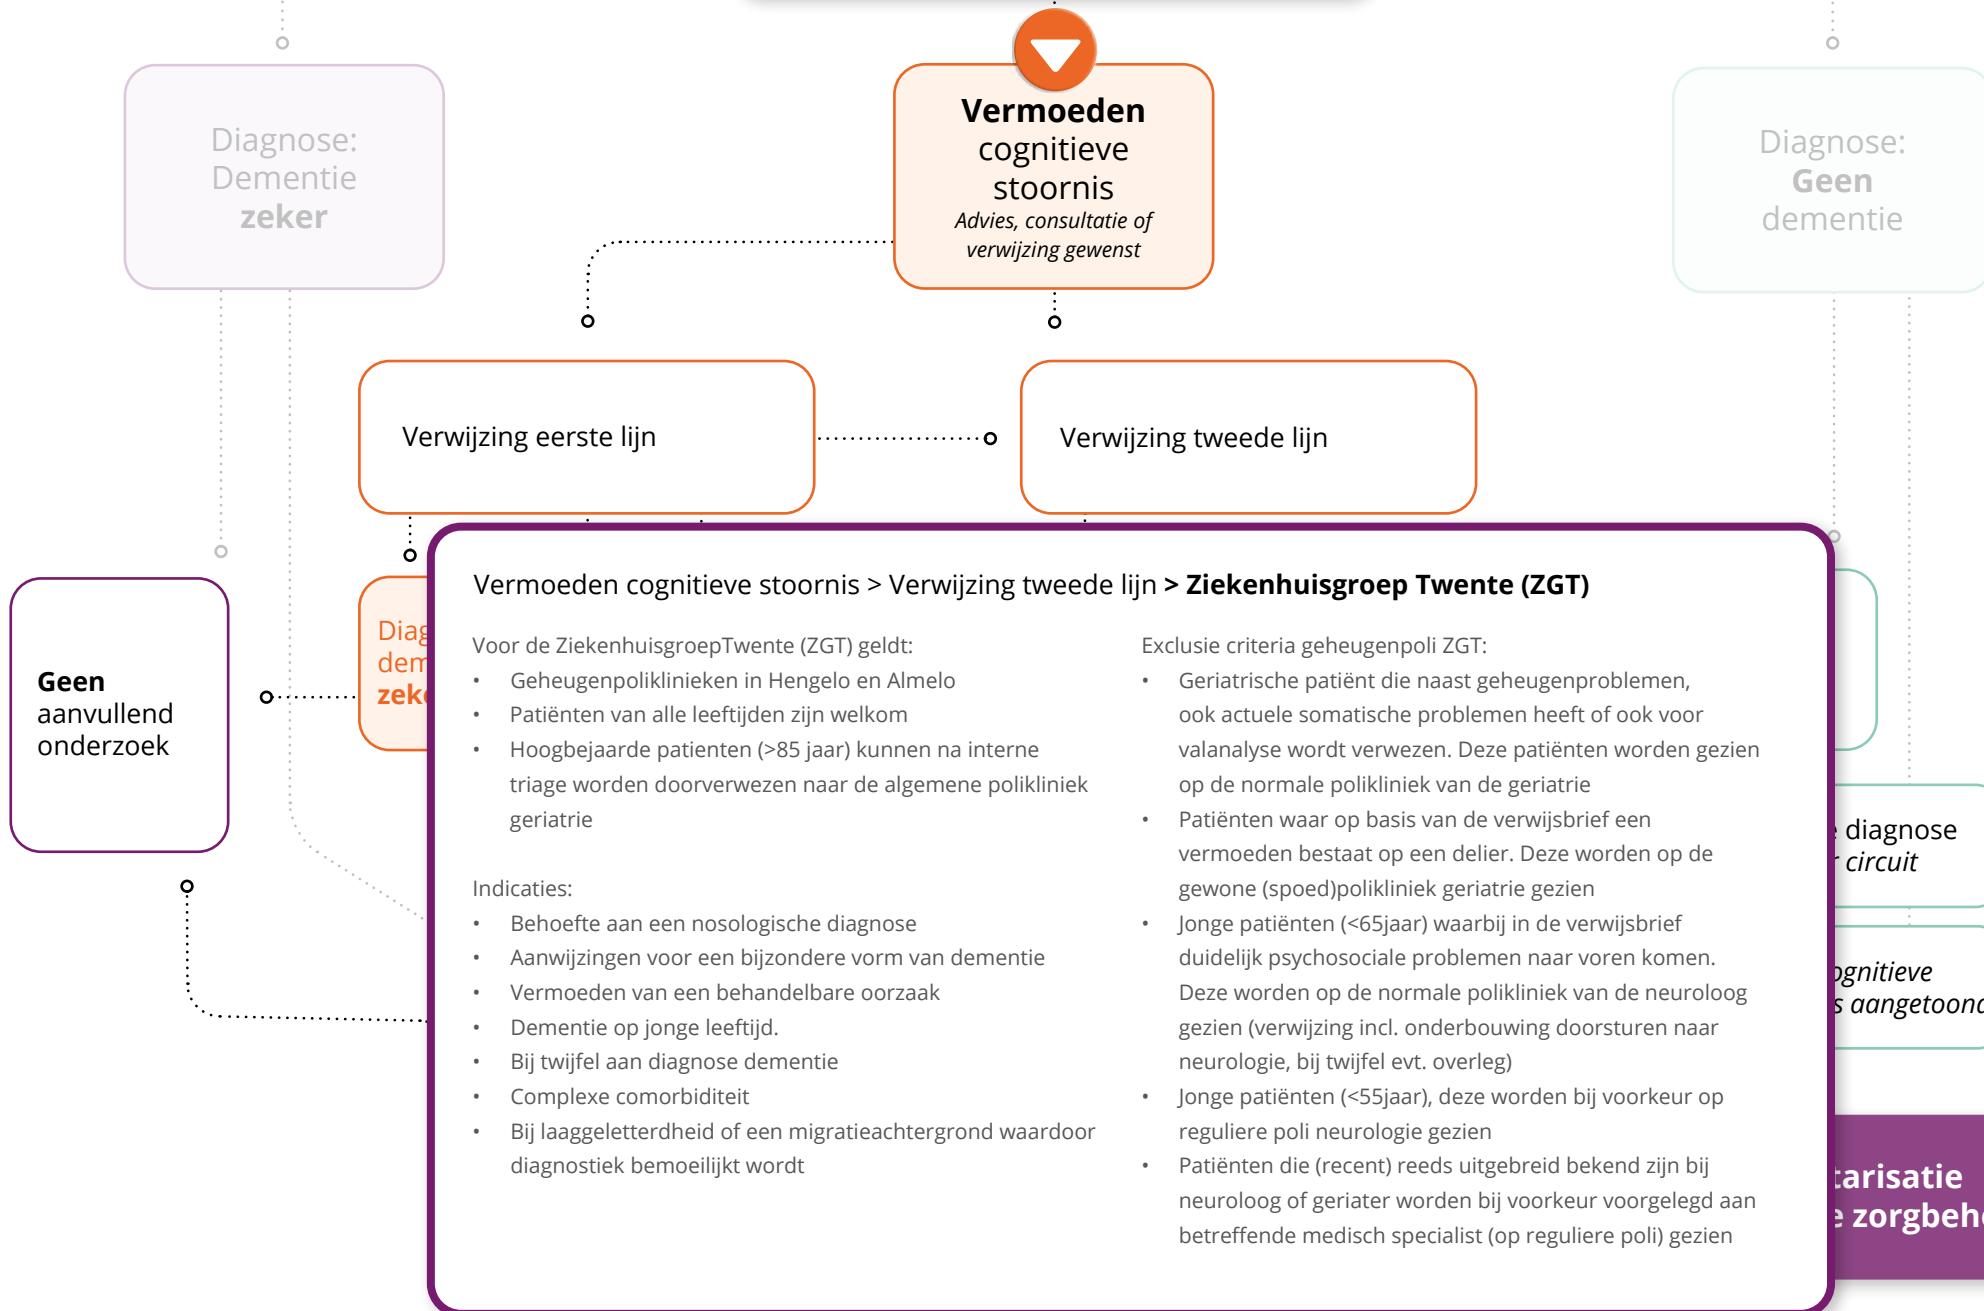 Diagnose:
Dementie
zeker
Vermoeden
cognitieve
stoornis
Advies, consultatie of
verwijzing gewenst
Diagnose:
Geen
dementie
Verwijzing eerste lijn
Verwijzing tweede lijn
Geen
aanvullend
onderzoek
Vermoeden cognitieve stoornis > Verwijzing tweede lijn > Ziekenhuisgroep Twente (ZGT)
Voor de ZiekenhuisgroepTwente (ZGT) geldt:
• Geheugenpoliklinieken in Hengelo en Almelo
• Patiënten van alle leeftijden zijn welkom
• Hoogbejaarde patienten (>85 jaar) kunnen na interne
triage worden doorverwezen naar de algemene polikliniek
geriatrie
Indicaties:
• Behoefte aan een nosologische diagnose
• Aanwijzingen voor een bijzondere vorm van dementie
• Vermoeden van een behandelbare oorzaak
• Dementie op jonge leeftijd.
• Bij twijfel aan diagnose dementie
• Complexe comorbiditeit
• Bij laaggeletterdheid of een migratieachtergrond waardoor
diagnostiek bemoeilijkt wordt
Exclusie criteria geheugenpoli ZGT:
• Geriatrische patiënt die naast geheugenproblemen,
ook actuele somatische problemen heeft of ook voor
valanalyse wordt verwezen. Deze patiënten worden gezien
op de normale polikliniek van de geriatrie
• Patiënten waar op basis van de verwijsbrief een
vermoeden bestaat op een delier. Deze worden op de
gewone (spoed)polikliniek geriatrie gezien
• Jonge patiënten (<65jaar) waarbij in de verwijsbrief
duidelijk psychosociale problemen naar voren komen.
Deze worden op de normale polikliniek van de neuroloog
gezien (verwijzing incl. onderbouwing doorsturen naar
neurologie, bij twijfel evt. overleg)
• Jonge patiënten (<55jaar), deze worden bij voorkeur op
reguliere poli neurologie gezien
• Patiënten die (recent) reeds uitgebreid bekend zijn bij
neuroloog of geriater worden bij voorkeur voorgelegd aan
betreffende medisch specialist (op reguliere poli) gezien
diagnose
circuit
aangetoond